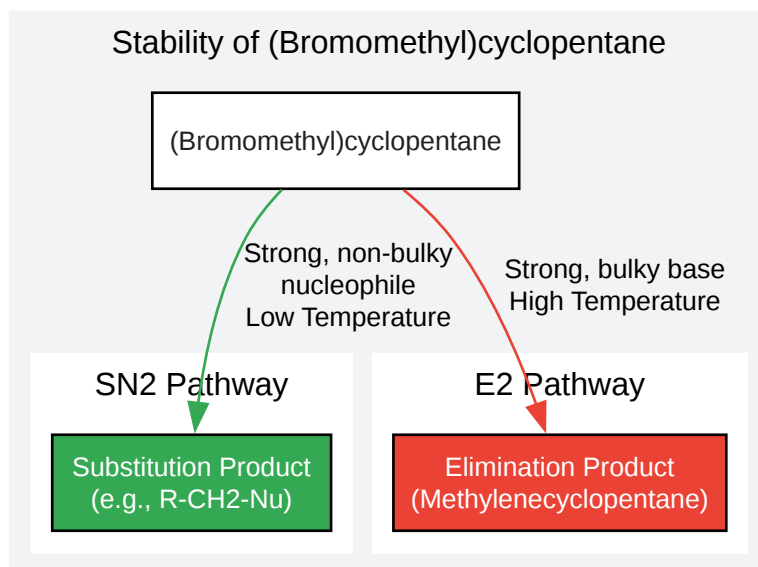 Stability of (Bromomethyl)cyclopentane
(Bromomethyl)cyclopentane
Strong, non-bulky
nucleophile
Low Temperature
Strong, bulky base
High Temperature
SN2 Pathway
Substitution Product
(e.g., R-CH2-Nu)
E2 Pathway
Elimination Product
(Methylenecyclopentane)